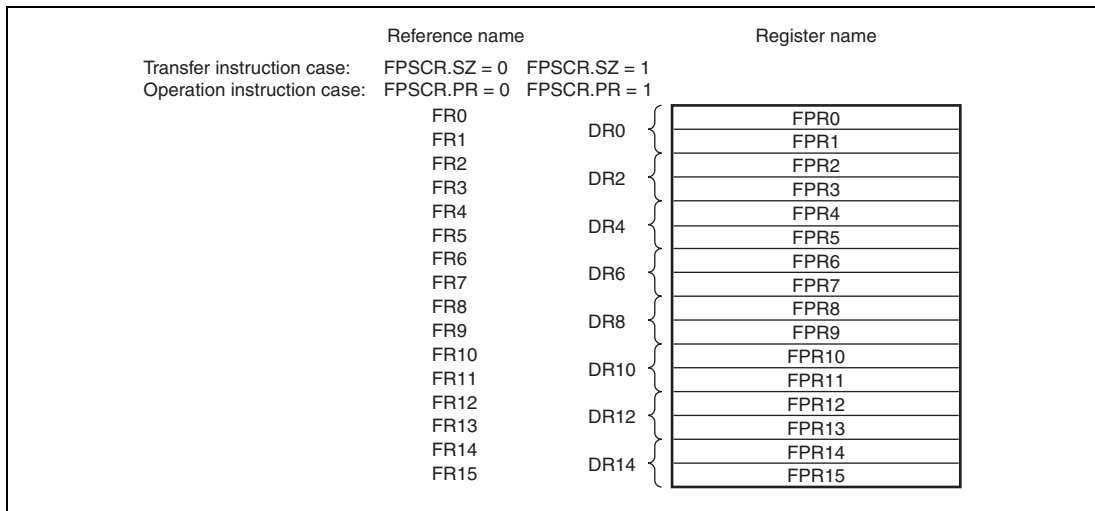 Reference name Register name
Transfer instruction case: FPSCR.SZ = 0 FPSCR.SZ = 1
Operation instruction case: FPSCR.PR = 0 FPSCR.PR = 1
FR0 DR0 FPR0
FR1 FPR1
FR2 DR2 FPR2
FR3 FPR3
FR4 DR4 FPR4
FR5 FPR5
FR6 DR6 FPR6
FR7 FPR7
FR8 DR8 FPR8
FR9 FPR9
FR10 DR10 FPR10
FR11 FPR11
FR12 DR12 FPR12
FR13 FPR13
FR14 DR14 FPR14
FR15 FPR15